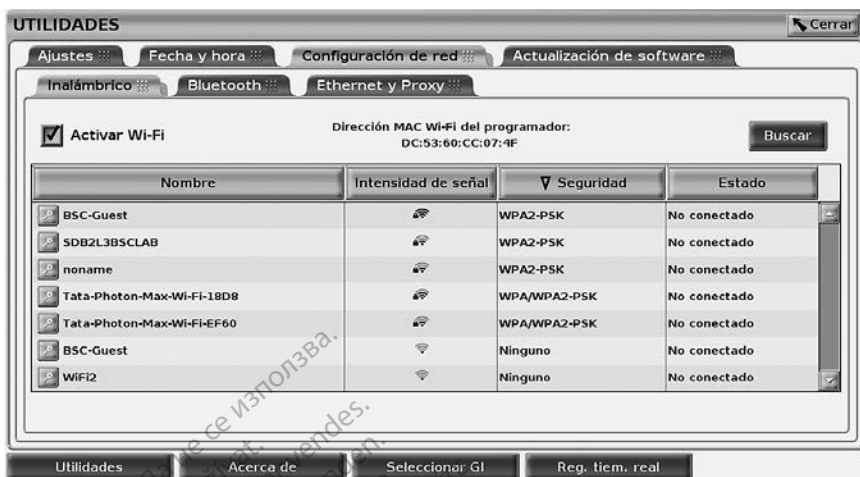 UTILIDADES
Cerrar
Ajustes
Fecha y hora
Configuración de red
Actualización de software
Inalámbrico
Bluetooth
Ethernet y Proxy
Activar Wi-Fi
Dirección MAC Wi-Fi del programador:
DC:53:60:CC:07:4F
Buscar
Nombre Intensidad de señal Seguridad Estado
BSC-Guest WPA2-PSK No conectado
SDB2L3BSCLAB WPA2-PSK No conectado
noname WPA2-PSK No conectado
Tata-Photon-Max-Wi-Fi-18D8 WPA/WPA2-PSK No conectado
Tata-Photon-Max-Wi-Fi-EF60 WPA/WPA2-PSK No conectado
BSC-Guest Ninguno No conectado
WiFi2 Ninguno No conectado
се използва.
Utilidades
Acerca de
Seleccionar GI
Reg. tiem. real